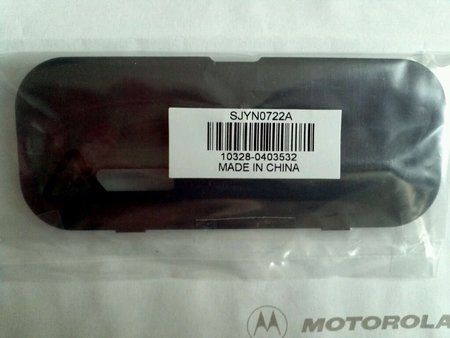 SJYN0722A
10328-0403532
MADE IN CHINA
MOTOROLA